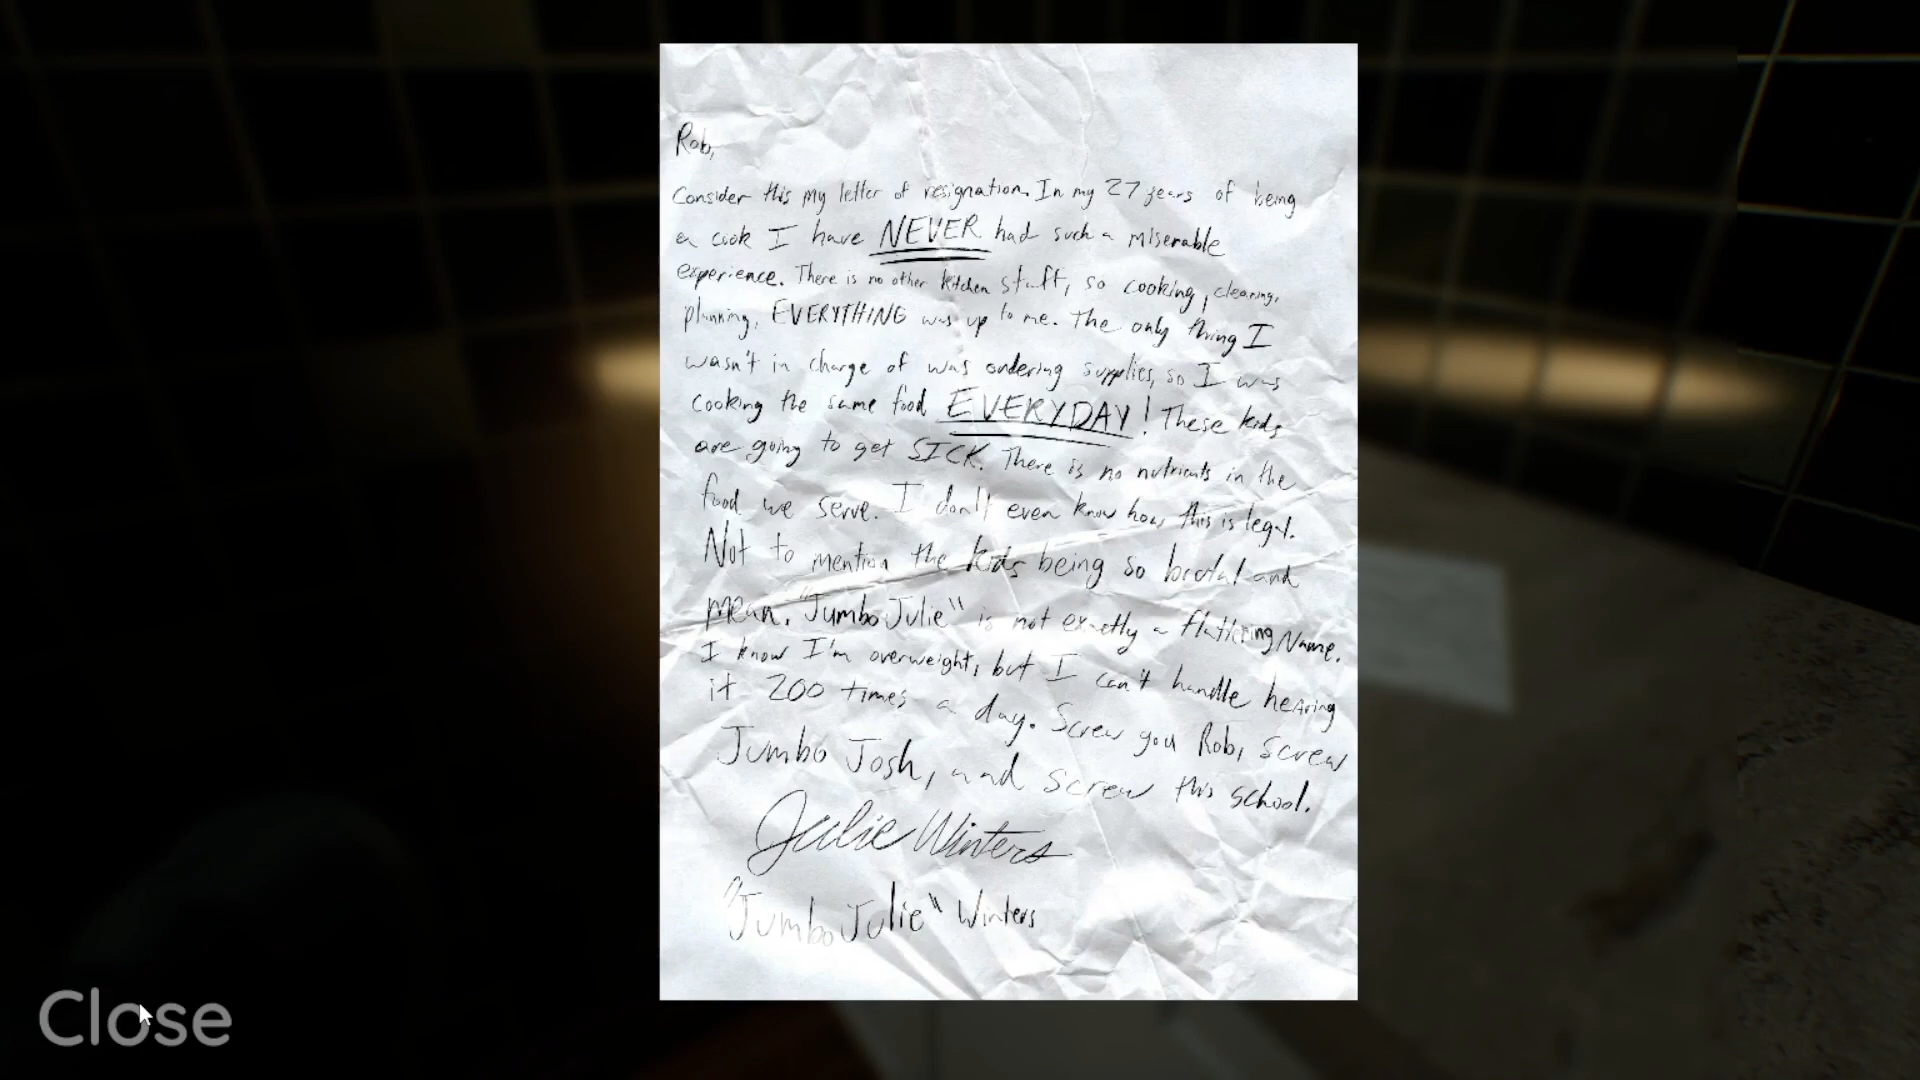 Rob,
Consider this my letter of resignation. In my 27 years of being
a cook I have NEVER had such a miserable
experience. There is no other kitchen staff, so cooking, cleaning,
planning, EVERYTHING was up to me. The only thing I
wasn't in charge of was ordering supplies, so I was
cooking the same food EVERYDAY! These kids
are going to get SICK. There is no nutrients in the
food we serve. I don't even know how this is legal.
Not to mention the kids being so brutal and
mean. "Jumbo Julie" is not exactly a flattering Name.
I know I'm overweight, but I can't handle hearing
it 200 times a day. Screw you Rob, screw
Jumbo Josh, and screw this school.
Julie Winters
"Jumbo Julie" Winters
Close